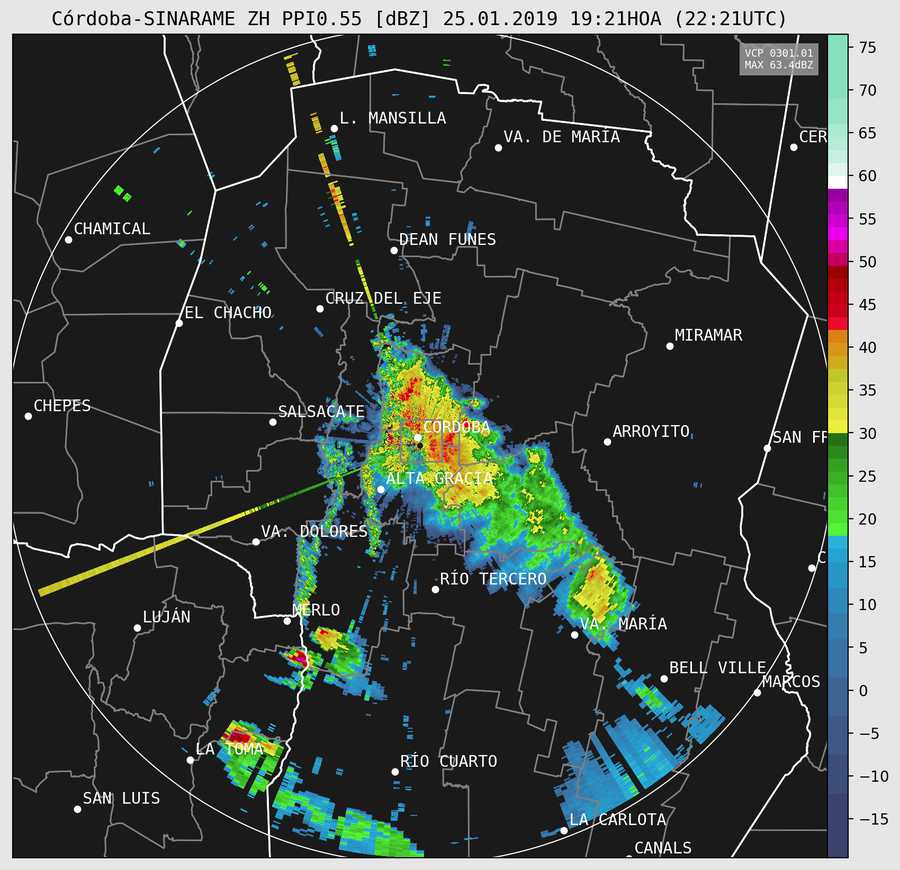 Córdoba-SINARAME ZH PPI0.55 [dBZ] 25.01.2019 19:21HOA (22:21UTC)
VCP 0301.01
MAX 63.4dBZ
75
70
65
60
55
50
45
40
35
30
25
20
15
10
5
0
−5
−10
−15
L. MANSILLA
VA. DE MARÍA
CER
CHAMICAL
DEAN FUNES
CRUZ DEL EJE
EL CHACHO
MIRAMAR
CHEPES
SALSACATE
CÓRDOBA
ARROYITO
SAN FR
ALTA GRACIA
VA. DOLORES
C
RÍO TERCERO
MERLO
LUJÁN
VA. MARÍA
BELL VILLE
MARCOS
LA TOMA
RÍO CUARTO
SAN LUIS
LA CARLOTA
CANALS